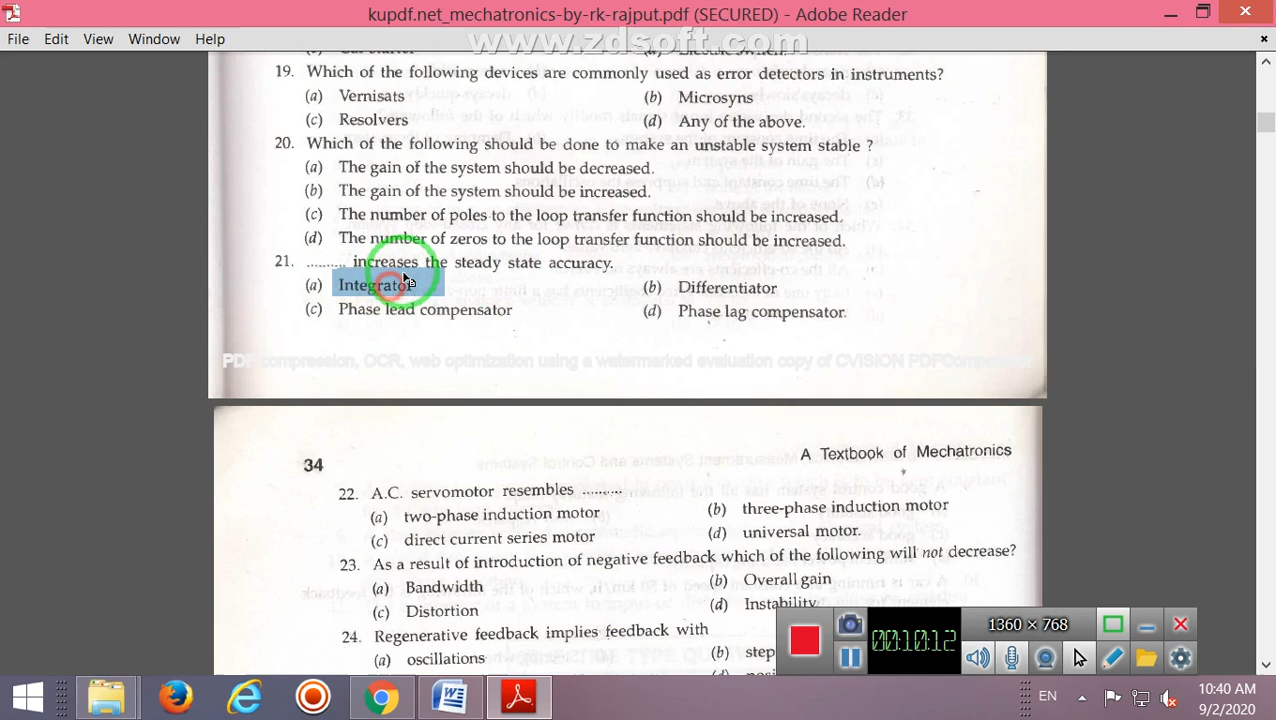 kupdf.net_mechatronics-by-rk-rajput.pdf (SECURED) - Adobe Reader
File Edit View Window Help
www.zdsoft.com
19. Which of the following devices are commonly used as error detectors in instruments?
(a) Vernisats (b) Microsyns
(c) Resolvers (d) Any of the above.
20. Which of the following should be done to make an unstable system stable ?
(a) The gain of the system should be decreased.
(b) The gain of the system should be increased.
(c) The number of poles to the loop transfer function should be increased.
(d) The number of zeros to the loop transfer function should be increased.
21. .......... increases the steady state accuracy.
(a) Integrator (b) Differentiator
(c) Phase lead compensator (d) Phase lag compensator.
PDF compression, OCR, web optimization using a watermarked evaluation copy of CVISION PDFCompressor
34 A Textbook of Mechatronics
22. A.C. servomotor resembles ..........
(a) two-phase induction motor (b) three-phase induction motor
(c) direct current series motor (d) universal motor.
23. As a result of introduction of negative feedback which of the following will not decrease?
(a) Bandwidth (b) Overall gain
(c) Distortion (d) Instability
24. Regenerative feedback implies feedback with
(a) oscillations (b) step
00:10:12
1360 × 768
EN
10:40 AM
9/2/2020